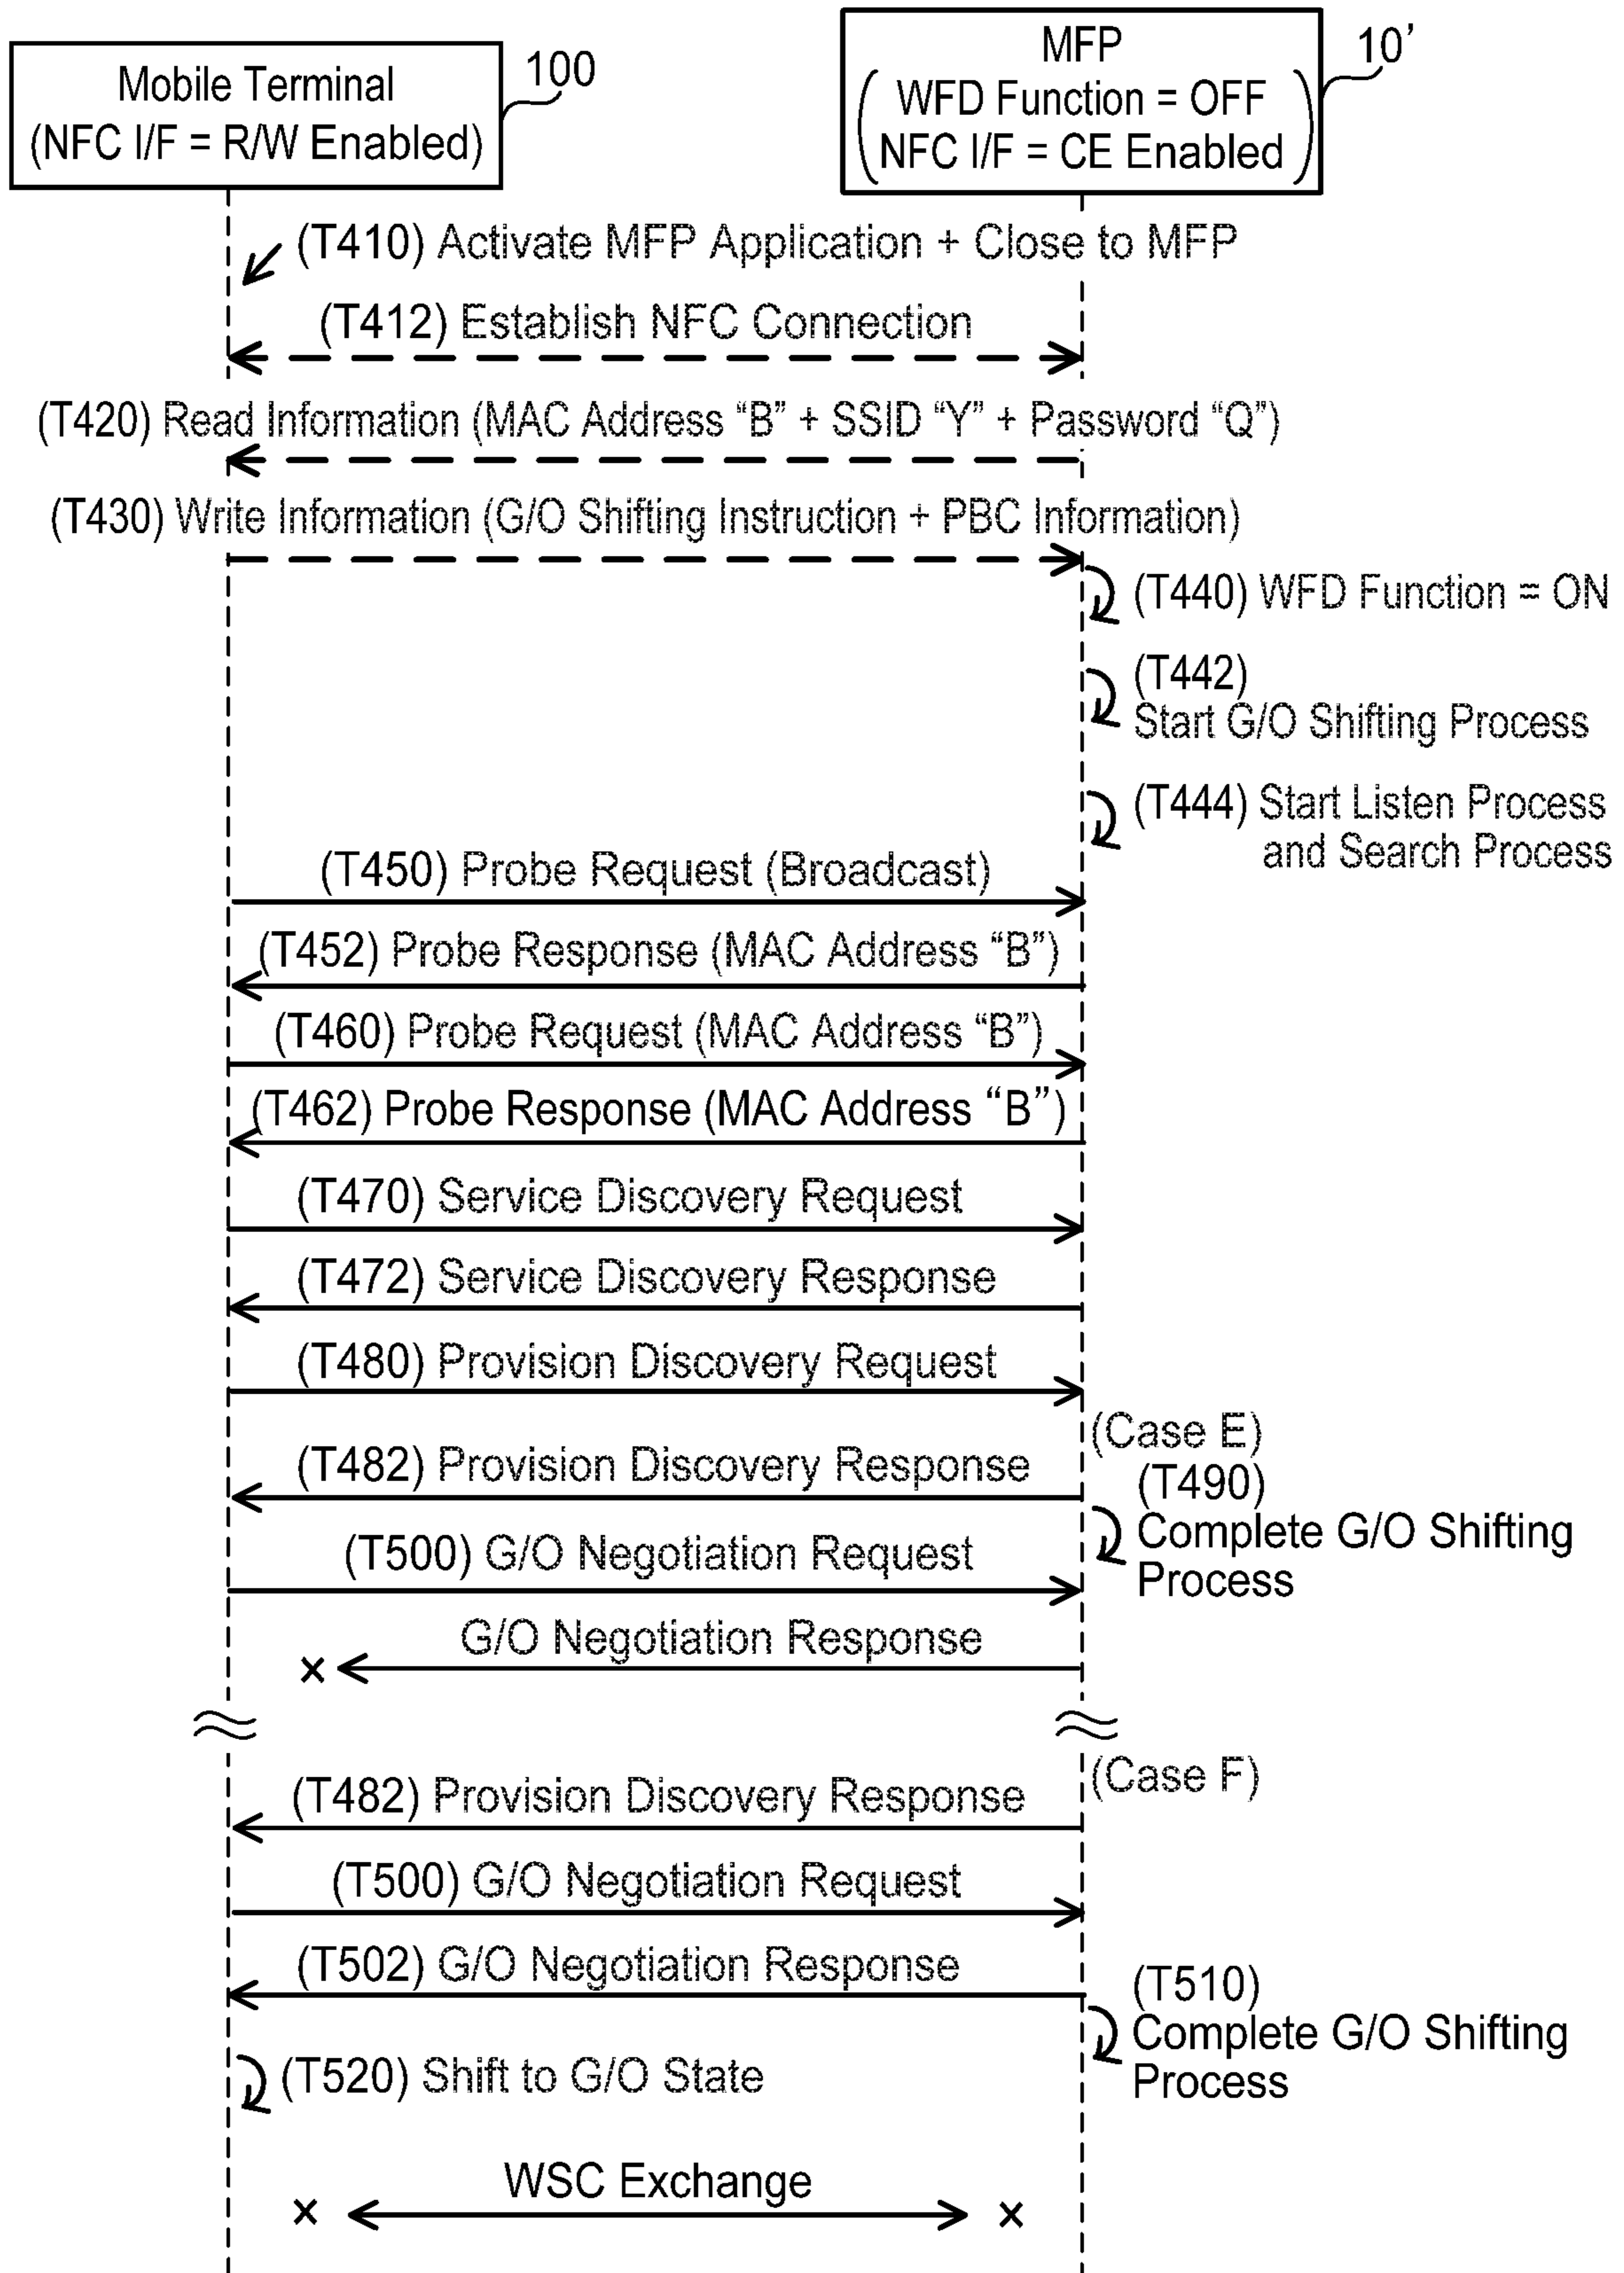 Mobile Terminal
(NFC I/F = R/W Enabled)
100
MFP
WFD Function = OFF
NFC I/F = CE Enabled
10'
(T410) Activate MFP Application + Close to MFP
(T412) Establish NFC Connection
(T420) Read Information (MAC Address “B” + SSID “Y” + Password “Q”)
(T430) Write Information (G/O Shifting Instruction + PBC Information)
(T440) WFD Function = ON
(T442)
Start G/O Shifting Process
(T444) Start Listen Process
and Search Process
(T450) Probe Request (Broadcast)
(T452) Probe Response (MAC Address “B”)
(T460) Probe Request (MAC Address “B”)
(T462) Probe Response (MAC Address “B”)
(T470) Service Discovery Request
(T472) Service Discovery Response
(T480) Provision Discovery Request
(Case E)
(T482) Provision Discovery Response
(T490)
Complete G/O Shifting
Process
(T500) G/O Negotiation Request
G/O Negotiation Response
×
(Case F)
(T482) Provision Discovery Response
(T500) G/O Negotiation Request
(T502) G/O Negotiation Response
(T510)
Complete G/O Shifting
Process
(T520) Shift to G/O State
WSC Exchange
× ×